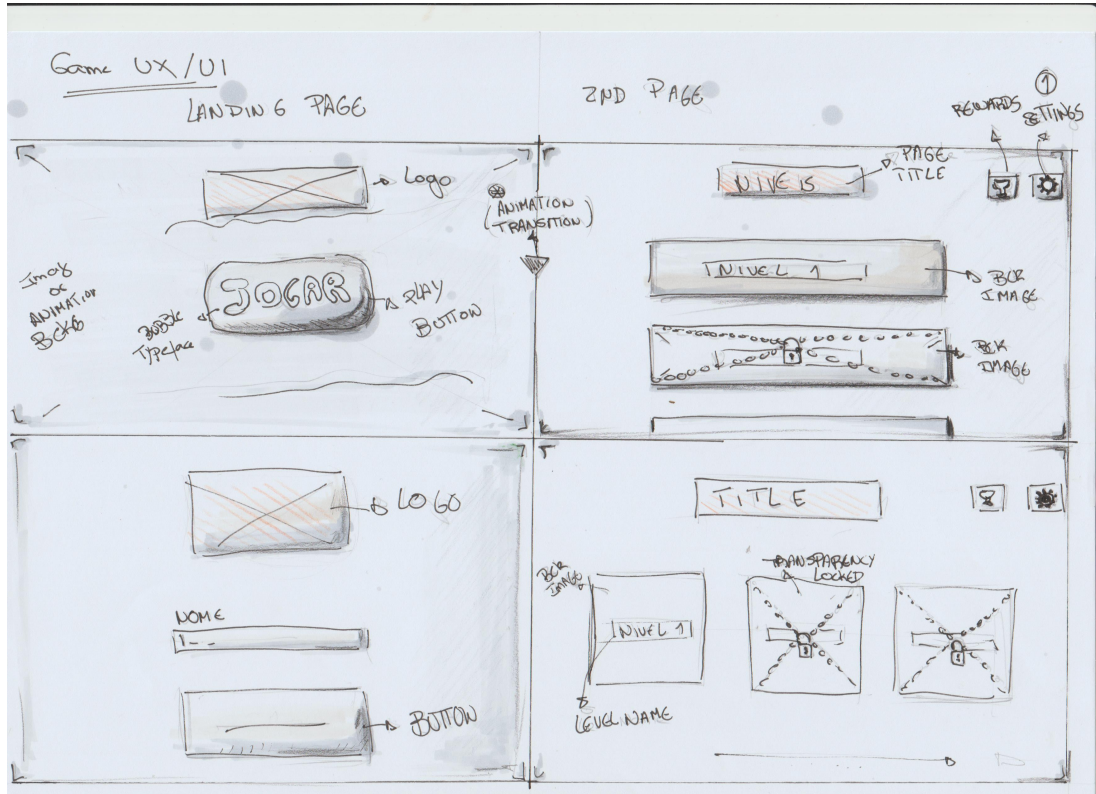 Game UX/UI
LANDING PAGE
2ND PAGE
1
REWARDS
SETTINGS
Logo
ANIMATION
TRANSITION
JOGAR
PLAY
BUTTON
BUBBLE
Typeface
Image
or
ANIMATION
BCKG
PAGE
TITLE
NIVEIS
NIVEL 1
BCK
IMAGE
BCK
IMAGE
LOGO
NOME
BUTTON
TITLE
BCK
IMAGE
TRANSPARENCY
LOCKED
NIVEL 1
LEVEL NAME